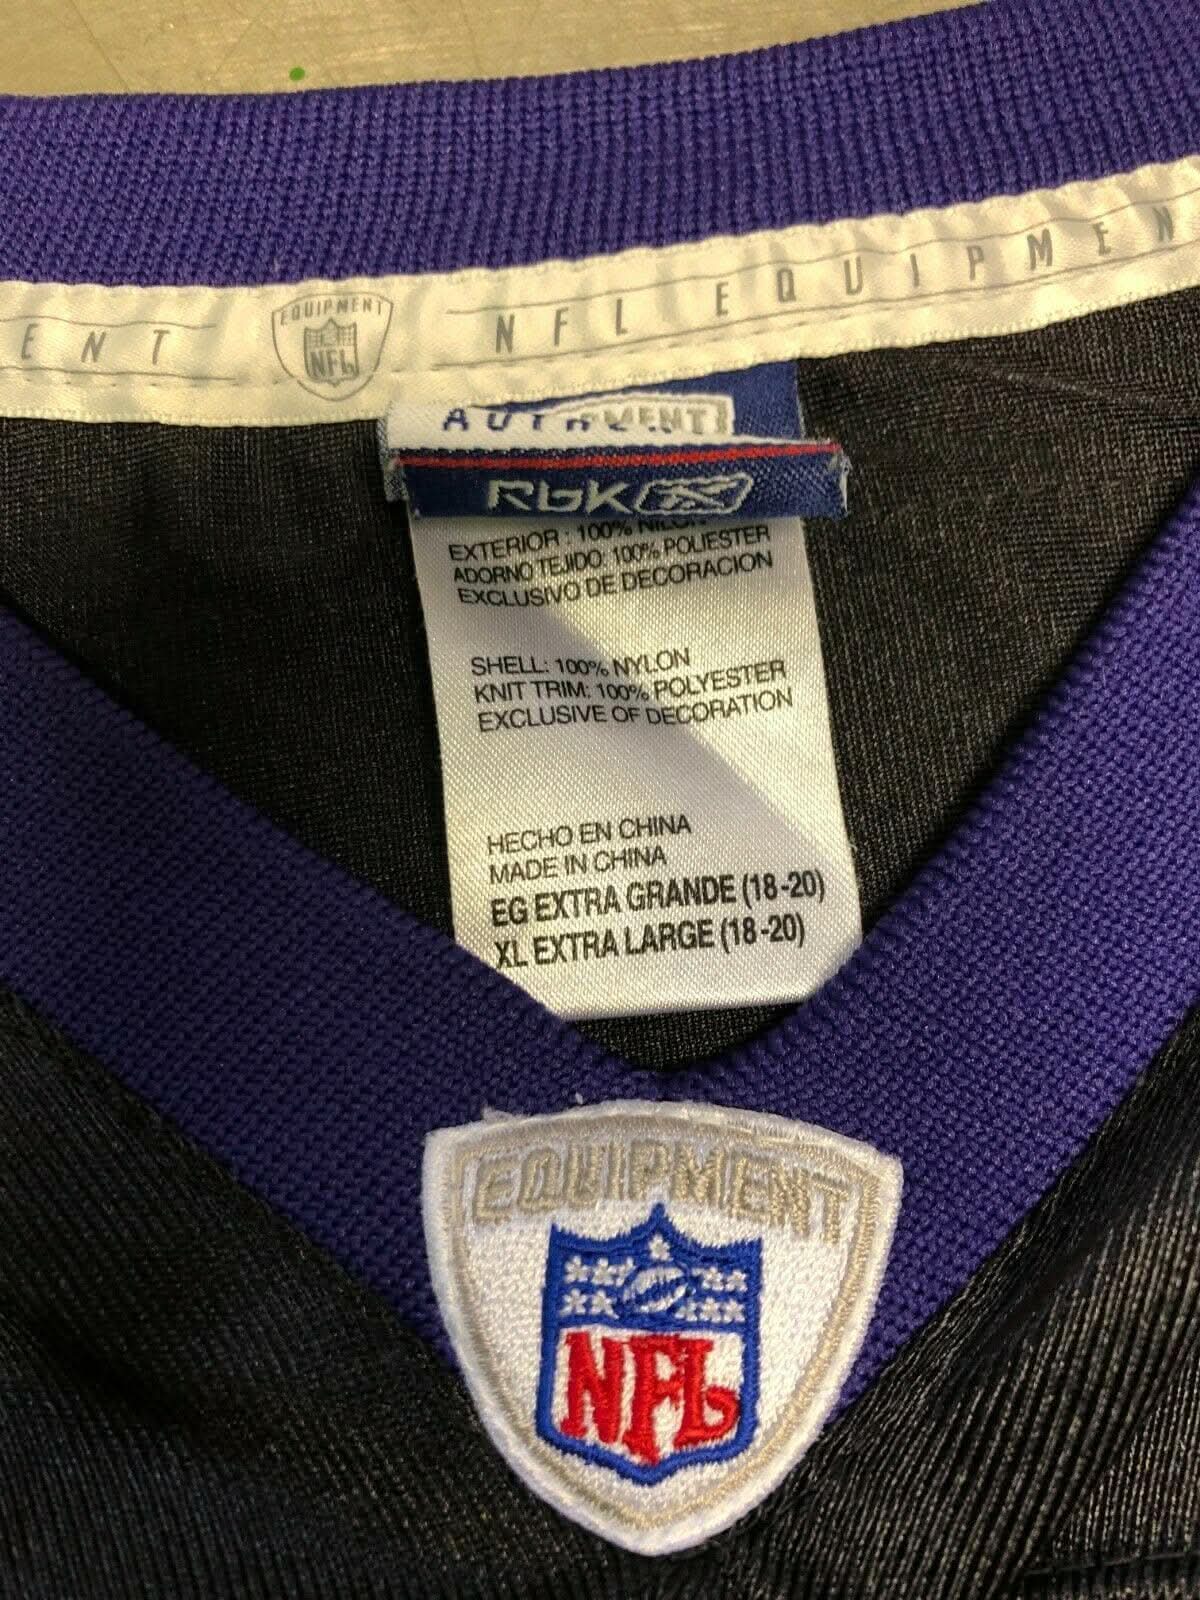 ENT EQUIPMENT NFL NFL EQUIPMEN
RbK
EXTERIOR : 100% NILON
ADORNO TEJIDO: 100% POLIESTER
EXCLUSIVO DE DECORACION
SHELL: 100% NYLON
KNIT TRIM: 100% POLYESTER
EXCLUSIVE OF DECORATION
HECHO EN CHINA
MADE IN CHINA
EG EXTRA GRANDE (18-20)
XL EXTRA LARGE (18-20)
EQUIPMENT
NFL